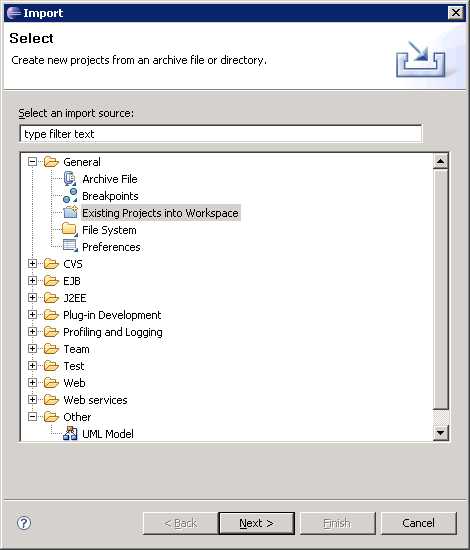 Import
Select
Create new projects from an archive file or directory.
Select an import source:
type filter text
General
Archive File
Breakpoints
Existing Projects into Workspace
File System
Preferences
CVS
EJB
J2EE
Plug-in Development
Profiling and Logging
Team
Test
Web
Web services
Other
UML Model
?
< Back
Next >
Finish
Cancel